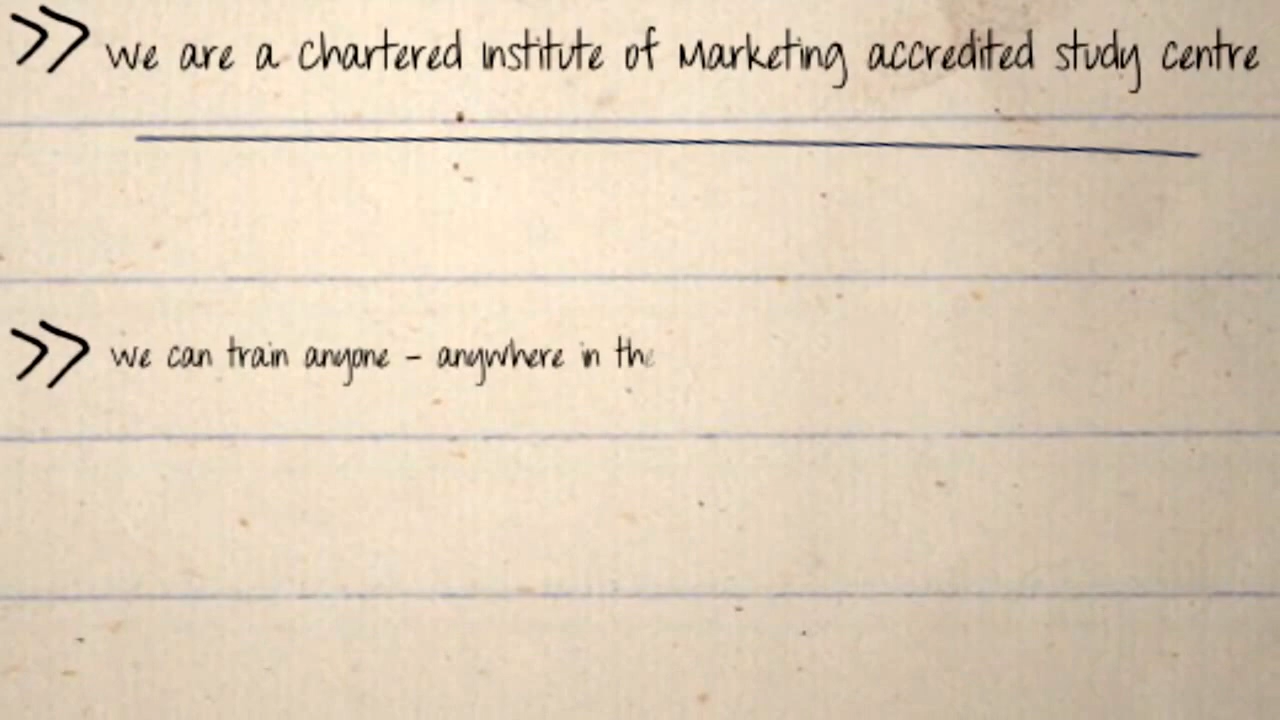 >> We are a Chartered Institute of Marketing accredited study centre
>> We can train anyone - anywhere in the